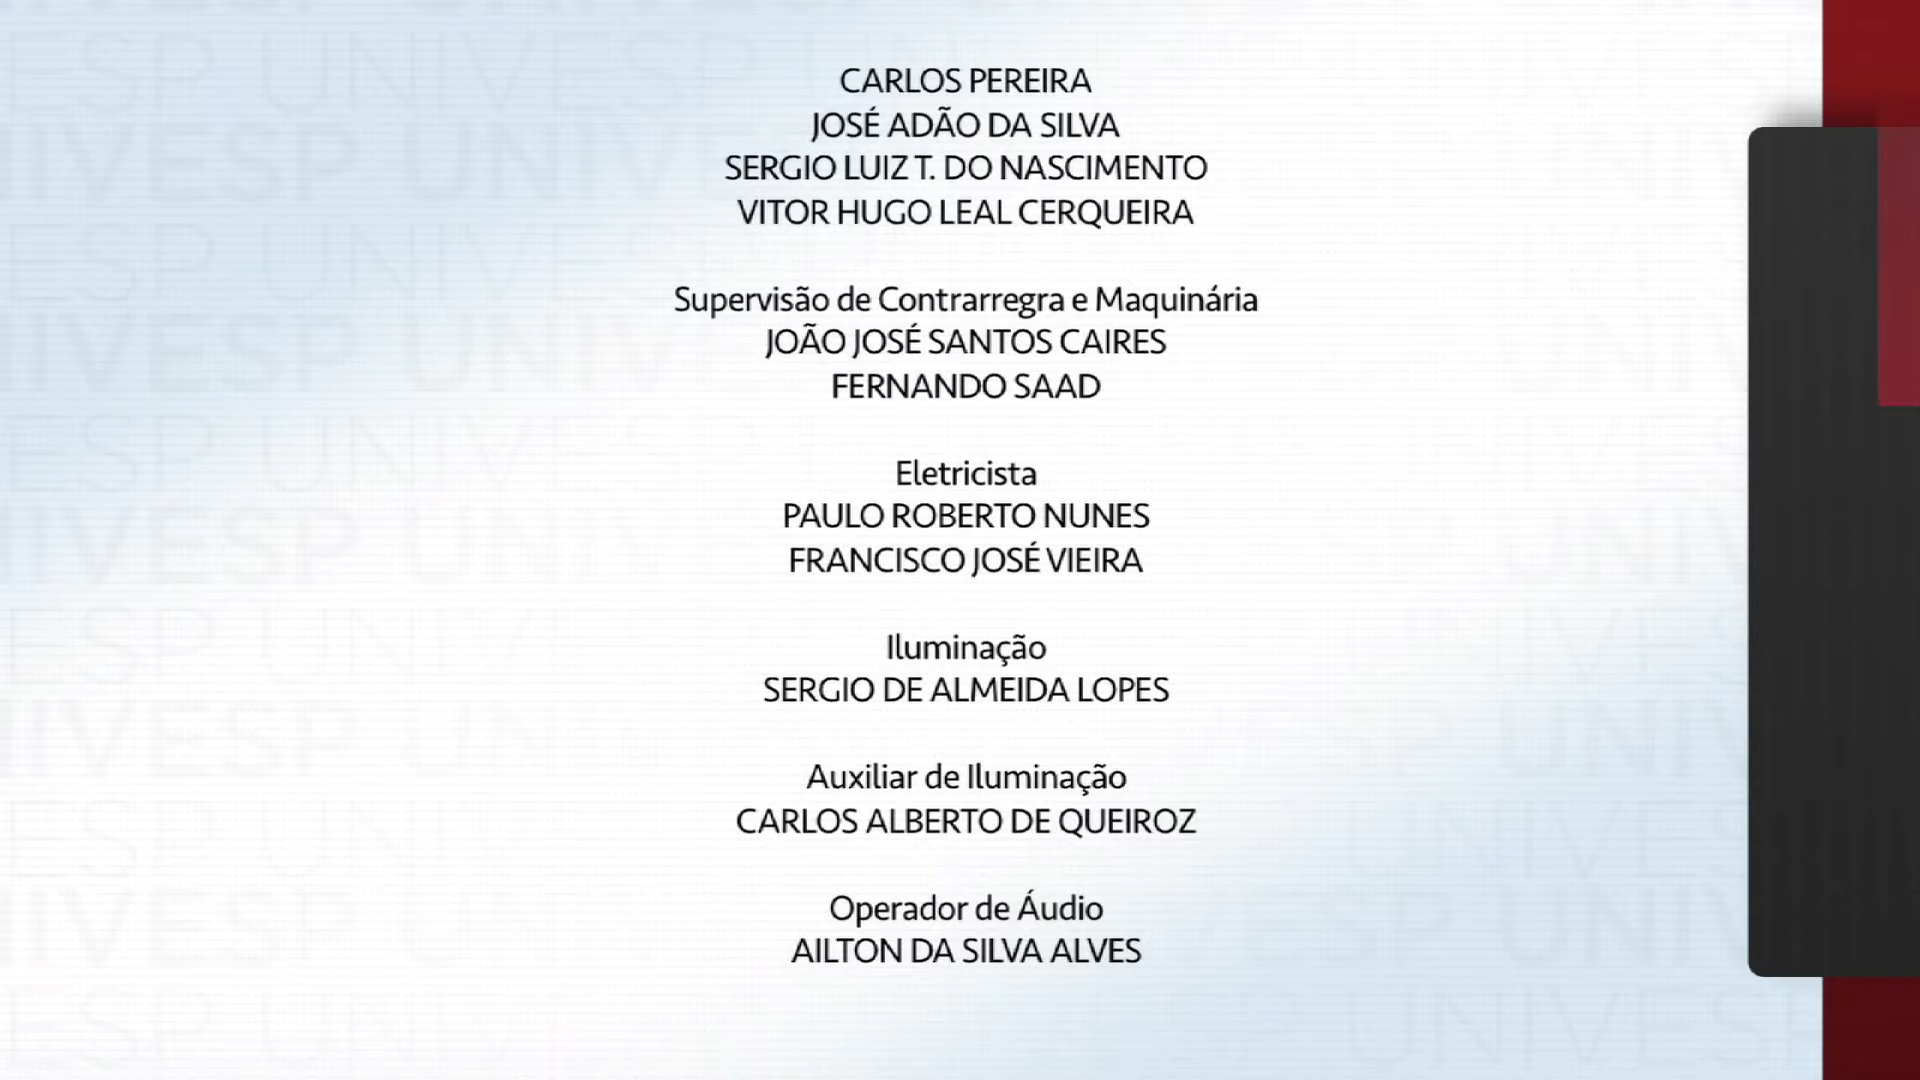 CARLOS PEREIRA
JOSÉ ADÃO DA SILVA
SERGIO LUIZ T. DO NASCIMENTO
VITOR HUGO LEAL CERQUEIRA
Supervisão de Contrarregra e Maquinária
JOÃO JOSÉ SANTOS CAIRES
FERNANDO SAAD
Eletricista
PAULO ROBERTO NUNES
FRANCISCO JOSÉ VIEIRA
Iluminação
SERGIO DE ALMEIDA LOPES
Auxiliar de Iluminação
CARLOS ALBERTO DE QUEIROZ
Operador de Áudio
AILTON DA SILVA ALVES